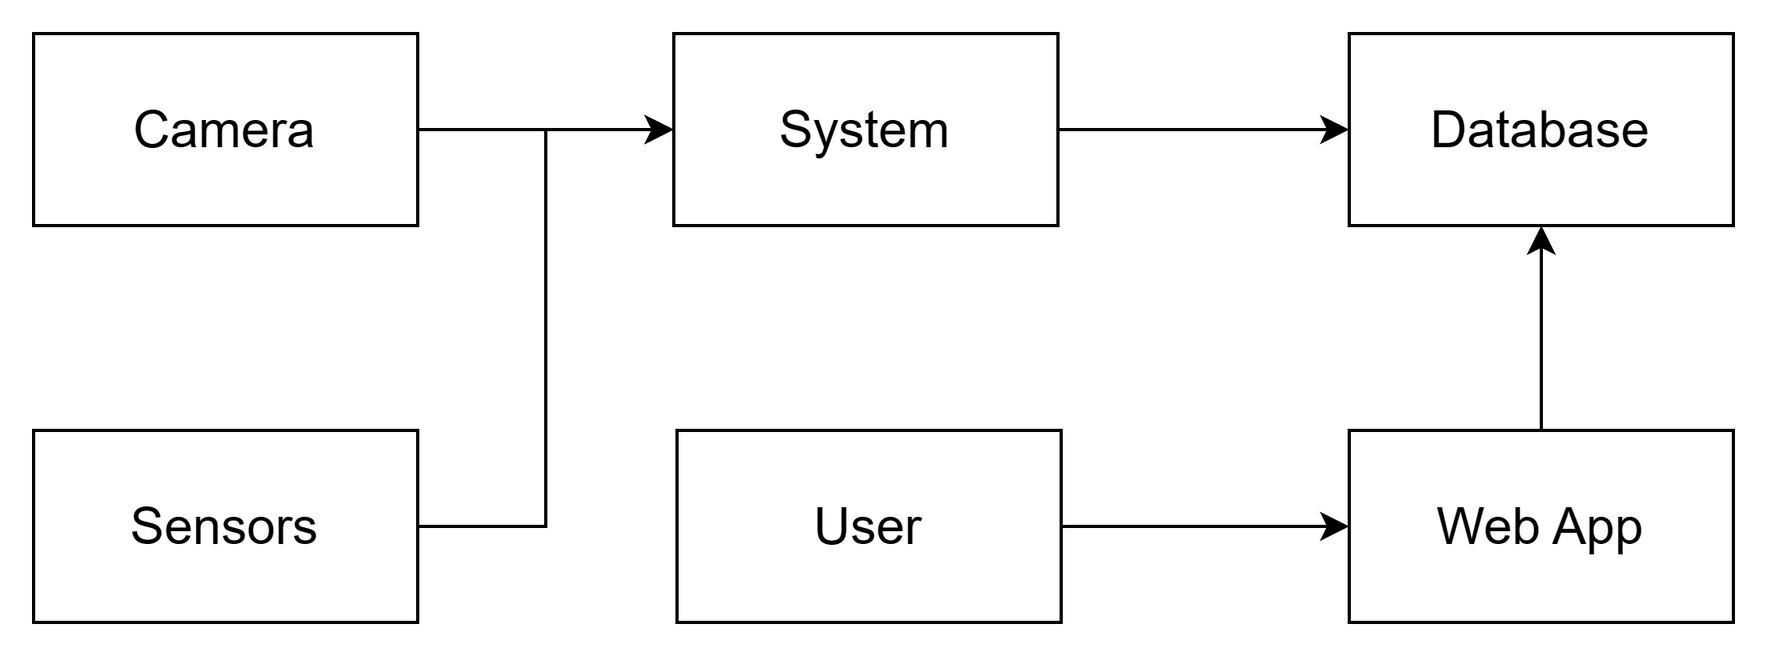 Camera
System
Database
Sensors
User
Web App